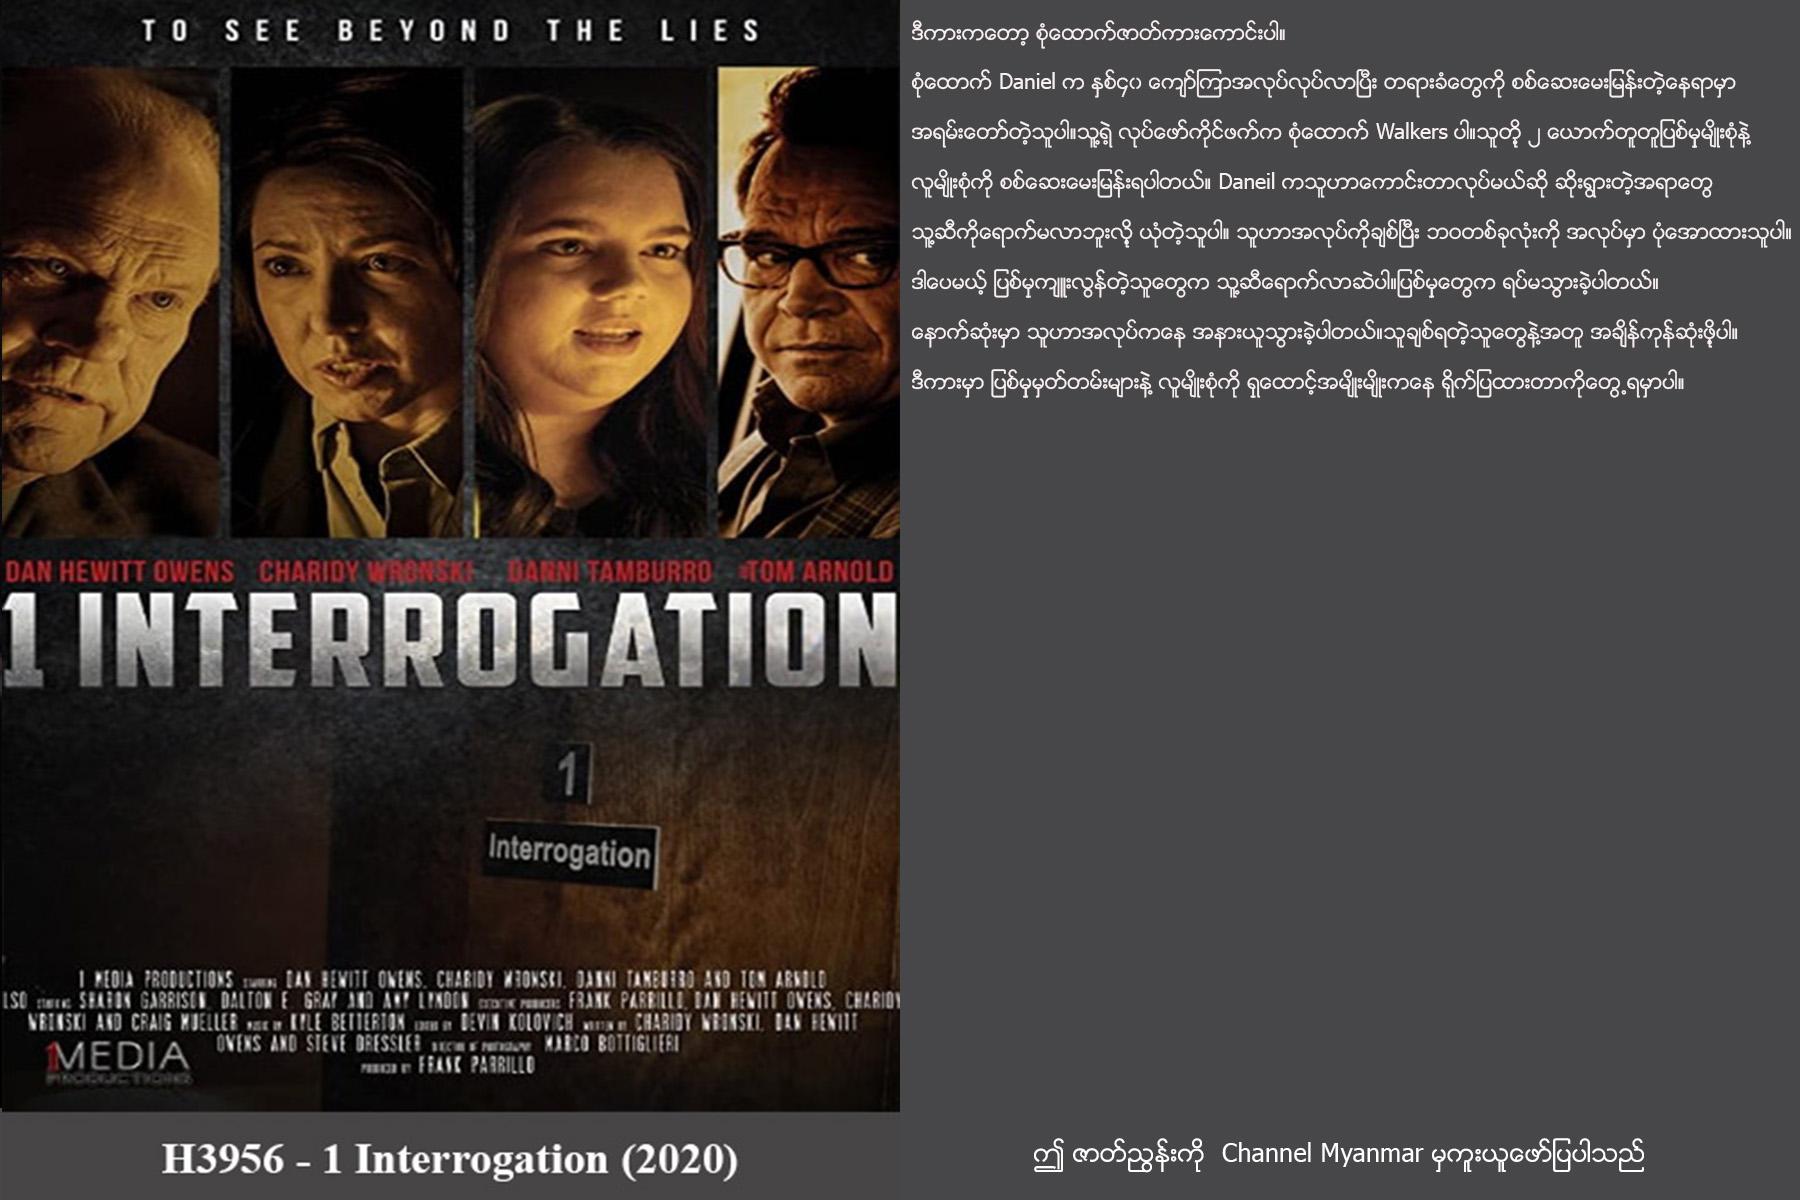 TO SEE BEYOND THE LIES
DAN HEWITT OWENS CHARIDY WRONSKI DANNI TAMBURRO TOM ARNOLD
1 INTERROGATION
1
Interrogation
1 MEDIA PRODUCTIONS STARRING DAN HEWITT OWENS, CHARIDY WRONSKI, DANNI TAMBURRO AND TOM ARNOLD
LSO STARRING SHARON GARRISON, DALTON E. GRAY AND AMY LYNDON EXECUTIVE PRODUCERS FRANK PARRILLO, DAN HEWITT OWENS, CHARIDY
WRONSKI AND CRAIG MUELLER MUSIC BY KYLE BETTERTON EDITED BY DEVIN KOLOVICH WRITTEN BY CHARIDY WRONSKI, DAN HEWITT
OWENS AND STEVE DRESSLER DIRECTOR OF PHOTOGRAPHY MARCO BOTTIGLIERI
PRODUCED BY FRANK PARRILLO
1MEDIA
PRODUCTIONS
H3956 - 1 Interrogation (2020)
ဒီကားကတော့ စုံထောက်ဇာတ်ကားကောင်းပါ။
စုံထောက် Daniel က နှစ်၄၀ ကျော်ကြာအလုပ်လုပ်လာပြီး တရားခံတွေကို စစ်ဆေးမေးမြန်းတဲ့နေရာမှာ
အရမ်းတော်တဲ့သူပါ။သူ့ရဲ့ လုပ်ဖော်ကိုင်ဖက်က စုံထောက် Walkers ပါ။သူတို့ ၂ ယောက်တူတူပြစ်မှုမျိုးစုံနဲ့
လူမျိုးစုံကို စစ်ဆေးမေးမြန်းရပါတယ်။ Daneil ကသူဟာကောင်းတာလုပ်မယ်ဆို ဆိုးရွားတဲ့အရာတွေ
သူ့ဆီကိုရောက်မလာဘူးလို့ ယုံတဲ့သူပါ။ သူဟာအလုပ်ကိုချစ်ပြီး ဘဝတစ်ခုလုံးကို အလုပ်မှာ ပုံအောထားသူပါ။
ဒါပေမယ့် ပြစ်မှုကျူးလွန်တဲ့သူတွေက သူ့ဆီရောက်လာဆဲပါ။ပြစ်မှုတွေက ရပ်မသွားခဲ့ပါတယ်။
နောက်ဆုံးမှာ သူဟာအလုပ်ကနေ အနားယူသွားခဲ့ပါတယ်။သူချစ်ရတဲ့သူတွေနဲ့အတူ အချိန်ကုန်ဆုံးဖို့ပါ။
ဒီကားမှာ ပြစ်မှုမှတ်တမ်းများနဲ့ လူမျိုးစုံကို ရှုထောင့်အမျိုးမျိုးကနေ ရိုက်ပြထားတာကိုတွေ့ရမှာပါ။
ဤ ဇာတ်ညွှန်းကို Channel Myanmar မှကူးယူဖော်ပြပါသည်